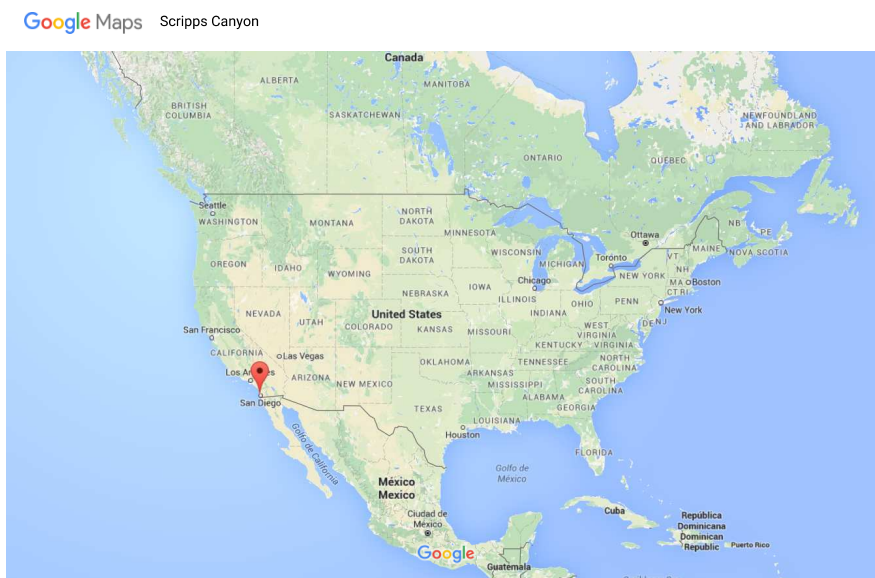 Google Maps Scripps Canyon
Canada
ALBERTA
MANITOBA
BRITISH
COLUMBIA
SASKATCHEWAN
NEWFOUNDLAND
AND LABRADOR
ONTARIO
QUEBEC
Seattle
WASHINGTON
MONTANA
NORTH
DAKOTA
MINNESOTA
Ottawa
NB
PE
MAINE
NOVA SCOTIA
OREGON
IDAHO
WYOMING
SOUTH
DAKOTA
WISCONSIN
MICHIGAN
Toronto
VT
NH
NEW YORK
MA
Boston
CT
RI
NEBRASKA
IOWA
Chicago
ILLINOIS
INDIANA
OHIO
PENN
New York
NEVADA
UTAH
COLORADO
United States
KANSAS
MISSOURI
WEST
VIRGINIA
KENTUCKY
VIRGINIA
DE
NJ
San Francisco
CALIFORNIA
Las Vegas
ARIZONA
NEW MEXICO
OKLAHOMA
ARKANSAS
TENNESSEE
NORTH
CAROLINA
MISSISSIPPI
SOUTH
CAROLINA
ALABAMA
GEORGIA
San Diego
TEXAS
LOUISIANA
Houston
FLORIDA
Golfo de California
Golfo de
México
México
Mexico
Ciudad de
México
Cuba
República
Dominicana
Dominican
Republic
Puerto Rico
Google
Guatemala